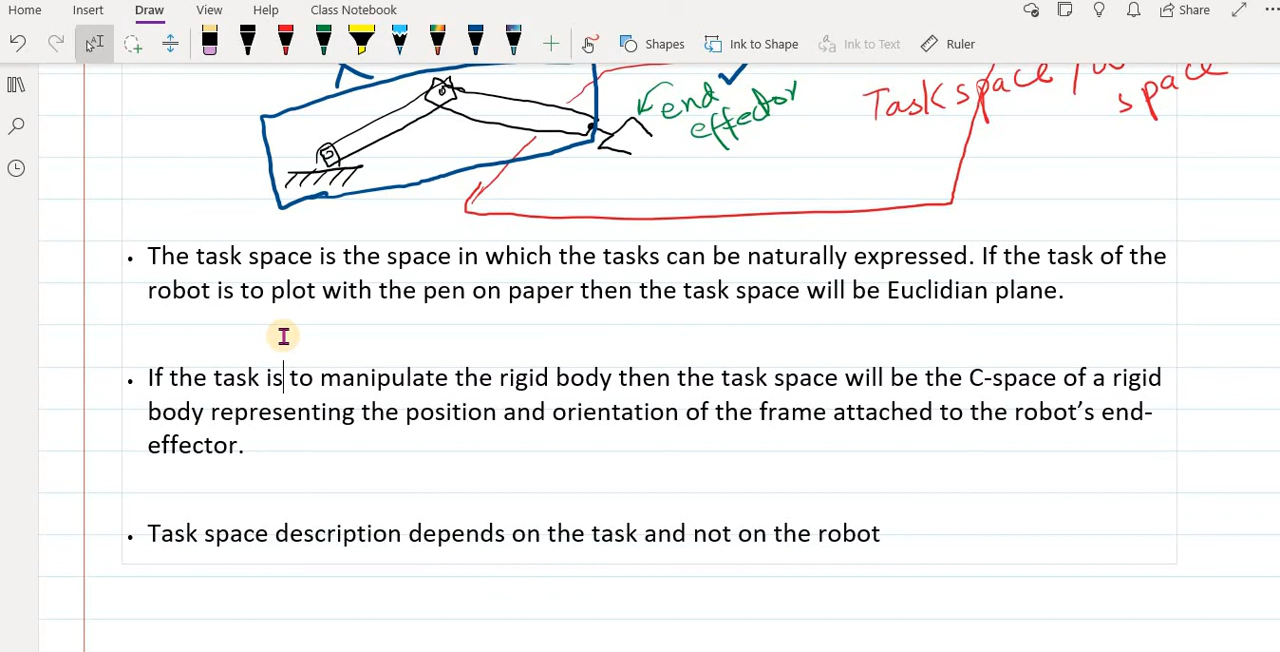 Home Insert Draw View Help Class Notebook Share
Shapes Ink to Shape Ink to Text Ruler
end effector
Task space /
space
• The task space is the space in which the tasks can be naturally expressed. If the task of the
robot is to plot with the pen on paper then the task space will be Euclidian plane.
• If the task is to manipulate the rigid body then the task space will be the C-space of a rigid
body representing the position and orientation of the frame attached to the robot’s end-
effector.
• Task space description depends on the task and not on the robot